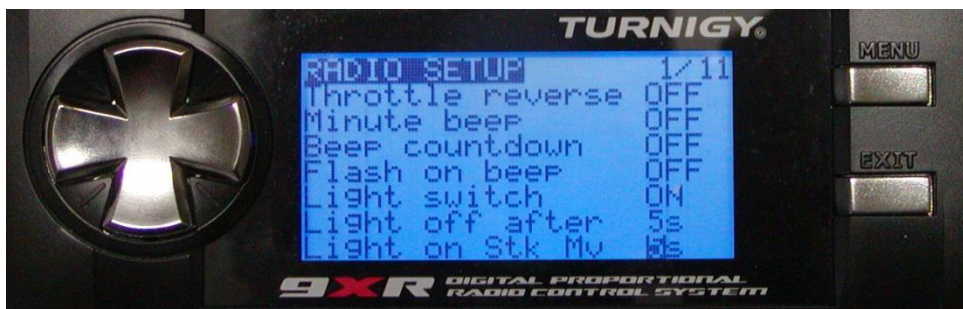 TURNIGY®
MENU
RADIO SETUP 1/11
Throttle reverse OFF
Minute beep OFF
Beep countdown OFF
Flash on beep OFF
Light switch ON
Light off after 5s
Light on Stk Mv 5s
EXIT
9XR DIGITAL PROPORTIONAL
RADIO CONTROL SYSTEM